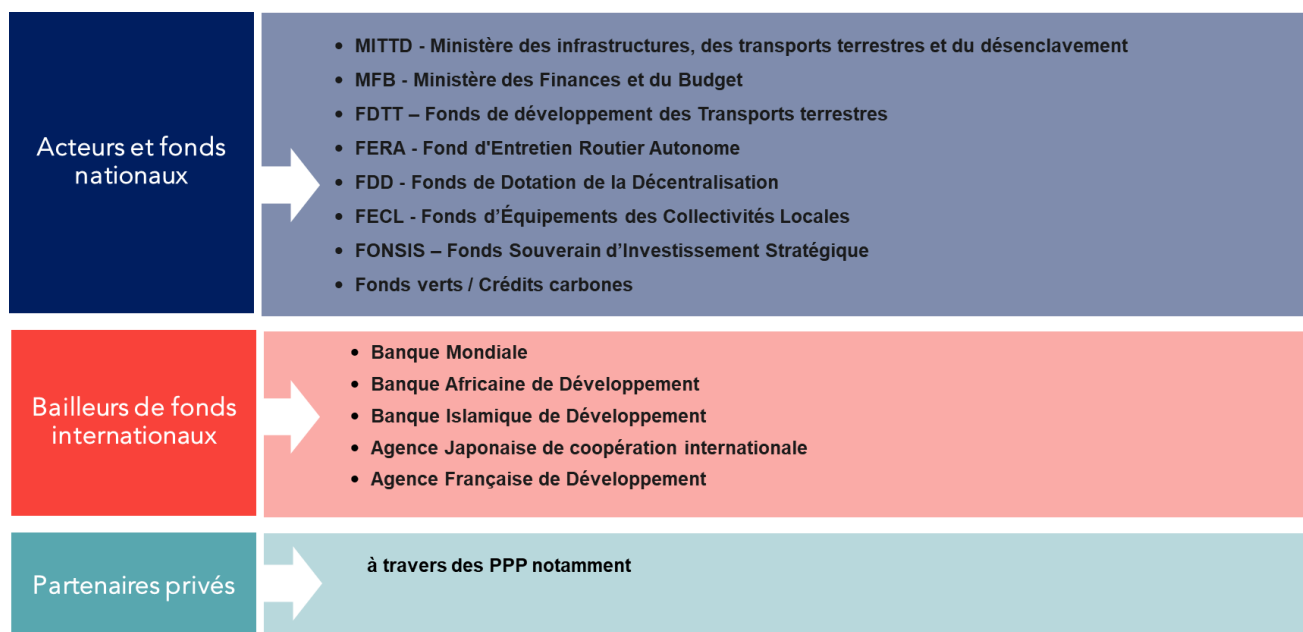 Acteurs et fonds
nationaux
• MITTD - Ministère des infrastructures, des transports terrestres et du désenclavement
• MFB - Ministère des Finances et du Budget
• FDTT – Fonds de développement des Transports terrestres
• FERA - Fond d'Entretien Routier Autonome
• FDD - Fonds de Dotation de la Décentralisation
• FECL - Fonds d’Équipements des Collectivités Locales
• FONSIS – Fonds Souverain d’Investissement Stratégique
• Fonds verts / Crédits carbones
Bailleurs de fonds
internationaux
• Banque Mondiale
• Banque Africaine de Développement
• Banque Islamique de Développement
• Agence Japonaise de coopération internationale
• Agence Française de Développement
Partenaires privés
à travers des PPP notamment